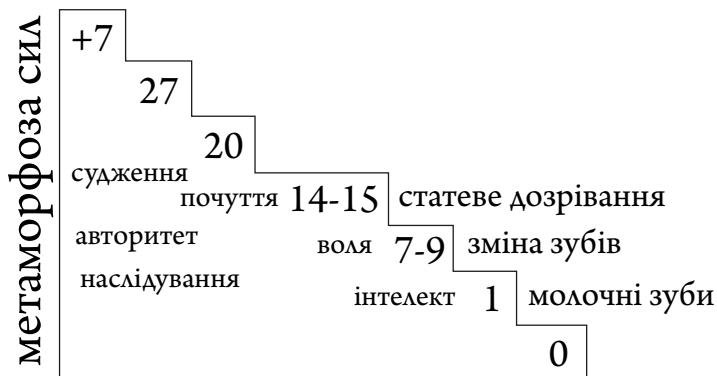 метаморфоза сил
+7
27
20
судження
почуття 14-15 статеве дозрівання
авторитет
воля 7-9 зміна зубів
наслідування
інтелект 1 молочні зуби
0